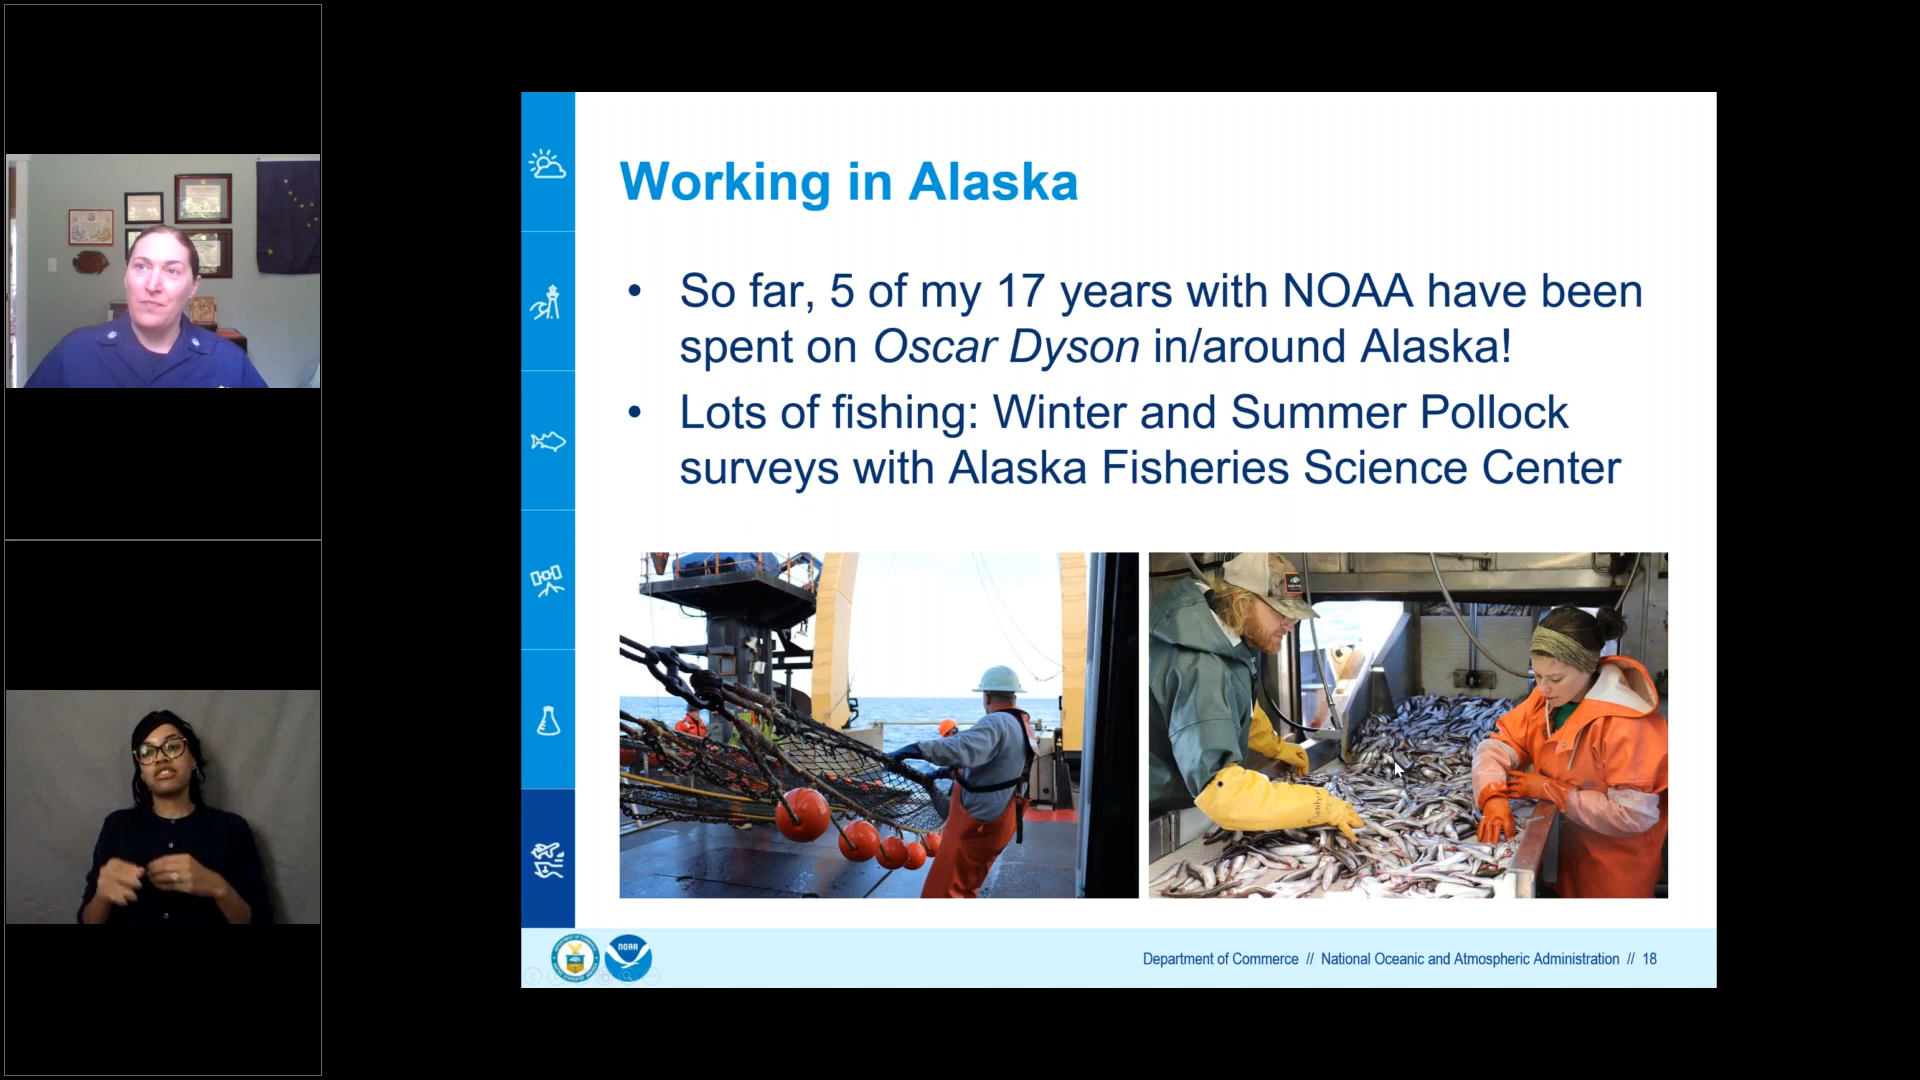 Working in Alaska
• So far, 5 of my 17 years with NOAA have been
spent on Oscar Dyson in/around Alaska!
• Lots of fishing: Winter and Summer Pollock
surveys with Alaska Fisheries Science Center
NOAA
Department of Commerce // National Oceanic and Atmospheric Administration // 18